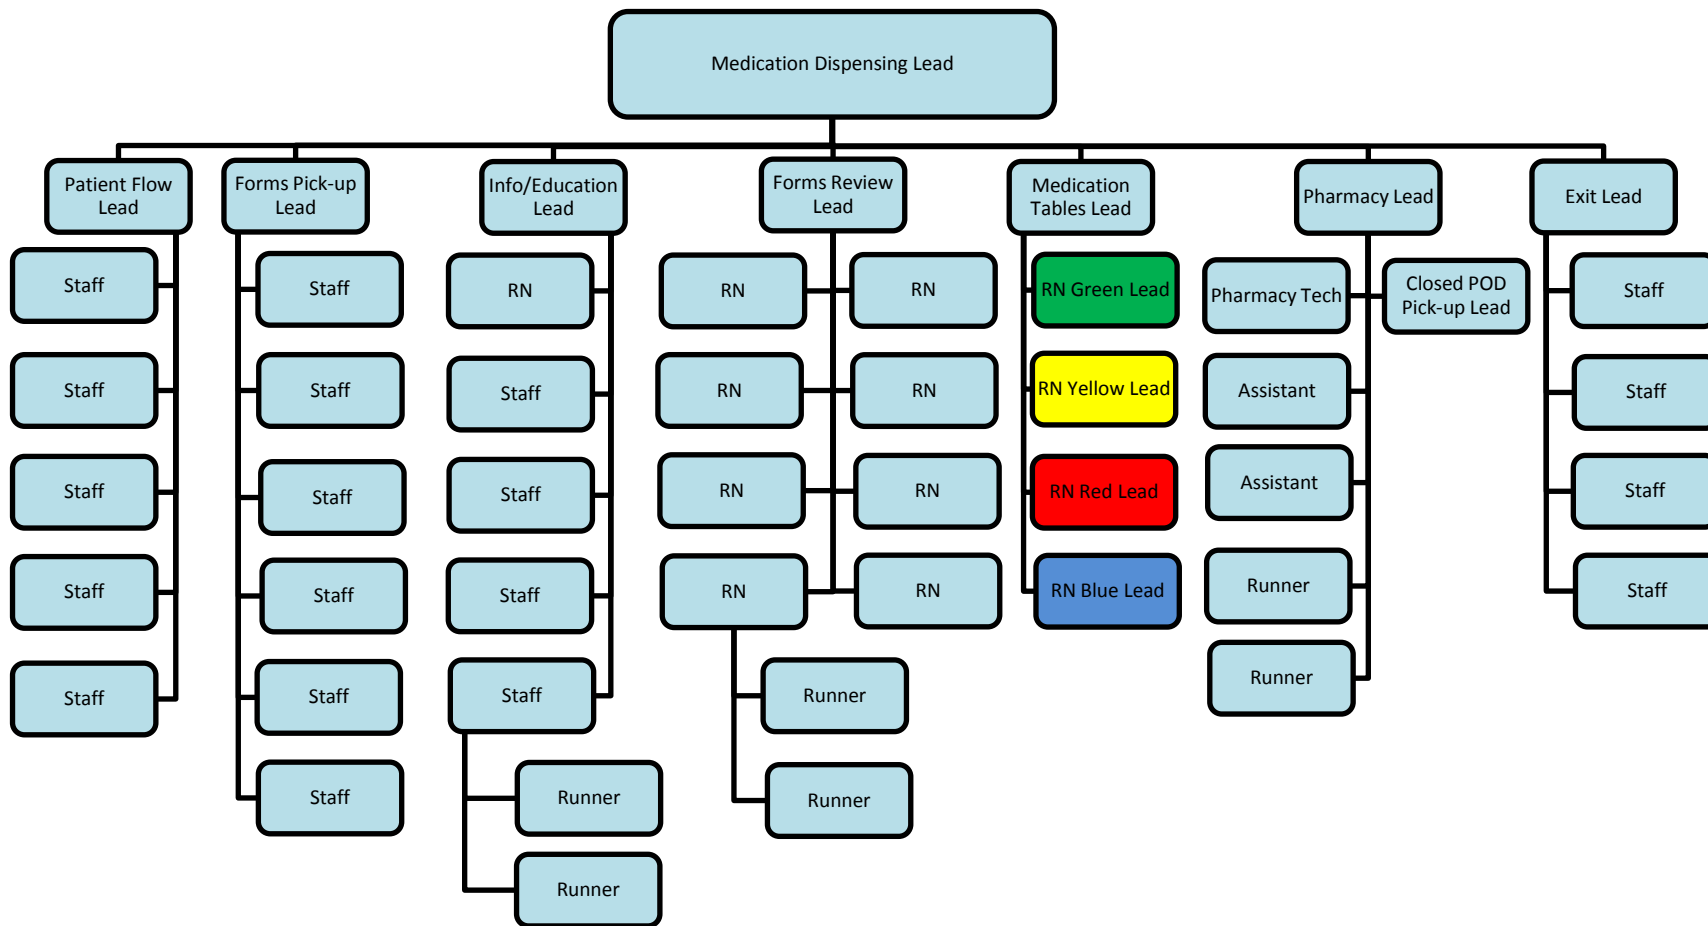 Medication Dispensing Lead
Patient Flow
Lead
Forms Pick-up
Lead
Info/Education
Lead
Forms Review
Lead
Medication
Tables Lead
Pharmacy Lead
Exit Lead
Staff
Staff
Staff
Staff
Staff
Staff
Staff
Staff
Staff
Staff
Staff
RN
Staff
Staff
Staff
Staff
Runner
Runner
RN
RN
RN
RN
RN
RN
RN
RN
Runner
Runner
RN Green Lead
RN Yellow Lead
RN Red Lead
RN Blue Lead
Pharmacy Tech
Closed POD
Pick-up Lead
Assistant
Assistant
Runner
Runner
Staff
Staff
Staff
Staff